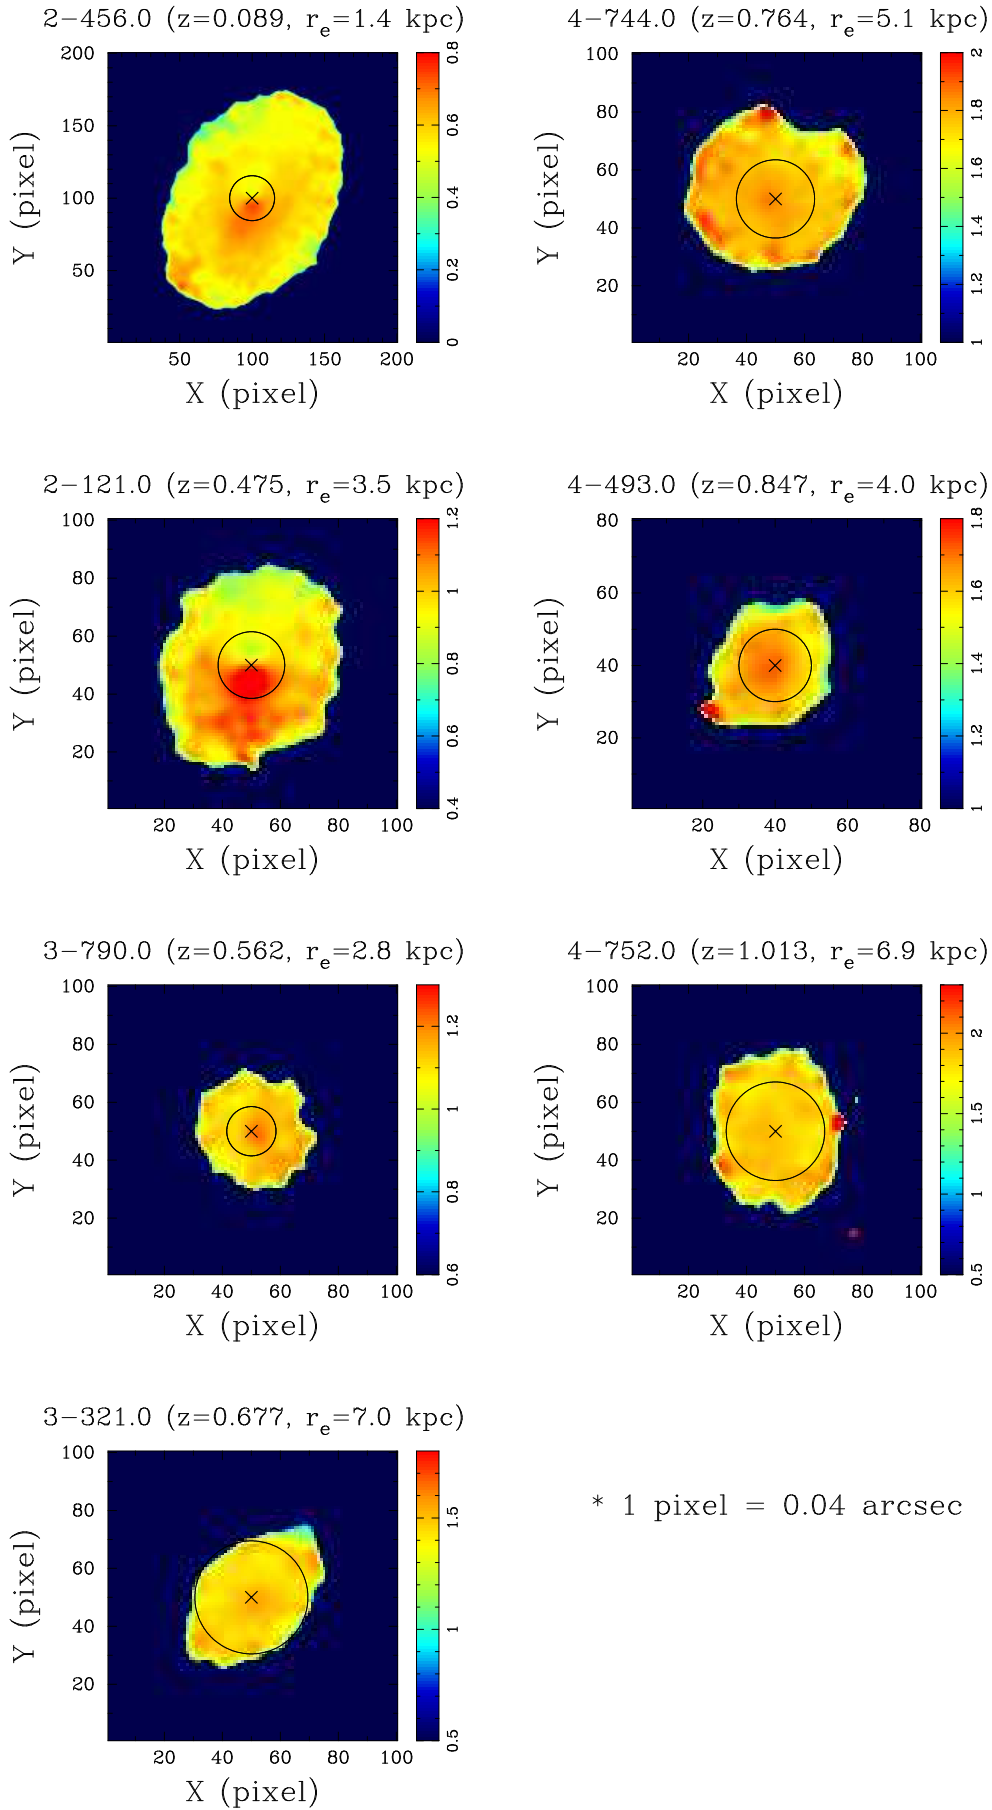 2−456.0 (z=0.089, re=1.4 kpc)
200
150
100
50
Y (pixel)
50 100 150 200
X (pixel)
0.8
0.6
0.4
0.2
0
4−744.0 (z=0.764, re=5.1 kpc)
100
80
60
40
20
Y (pixel)
20 40 60 80 100
X (pixel)
2
1.8
1.6
1.4
1.2
1
2−121.0 (z=0.475, re=3.5 kpc)
100
80
60
40
20
Y (pixel)
20 40 60 80 100
X (pixel)
1.2
1
0.8
0.6
0.4
4−493.0 (z=0.847, re=4.0 kpc)
80
60
40
20
Y (pixel)
20 40 60 80
X (pixel)
1.8
1.6
1.4
1.2
1
3−790.0 (z=0.562, re=2.8 kpc)
100
80
60
40
20
Y (pixel)
20 40 60 80 100
X (pixel)
1.2
1
0.8
0.6
4−752.0 (z=1.013, re=6.9 kpc)
100
80
60
40
20
Y (pixel)
20 40 60 80 100
X (pixel)
2
1.5
1
0.5
3−321.0 (z=0.677, re=7.0 kpc)
100
80
60
40
20
Y (pixel)
20 40 60 80 100
X (pixel)
1.5
1
0.5
* 1 pixel = 0.04 arcsec